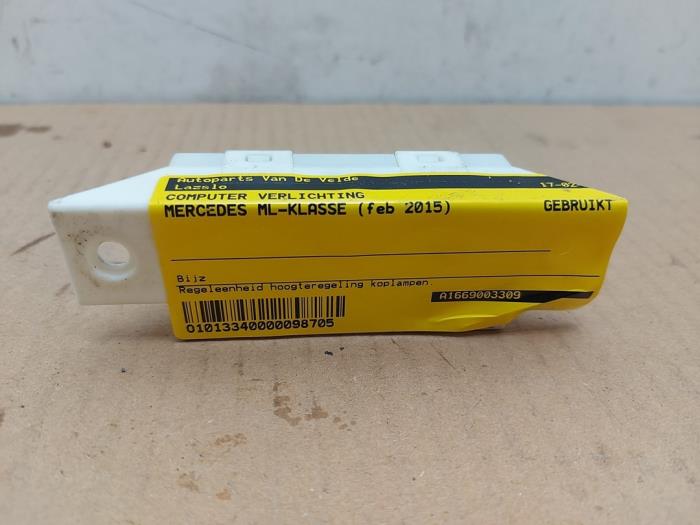 Autoparts Van De Velde
Lazslo 17-02
COMPUTER VERLICHTING
MERCEDES ML-KLASSE (feb 2015) GEBRUIKT
Bijz
Regeleenheid hoogteregeling koplampen.
A1669003309
O1013340000098705